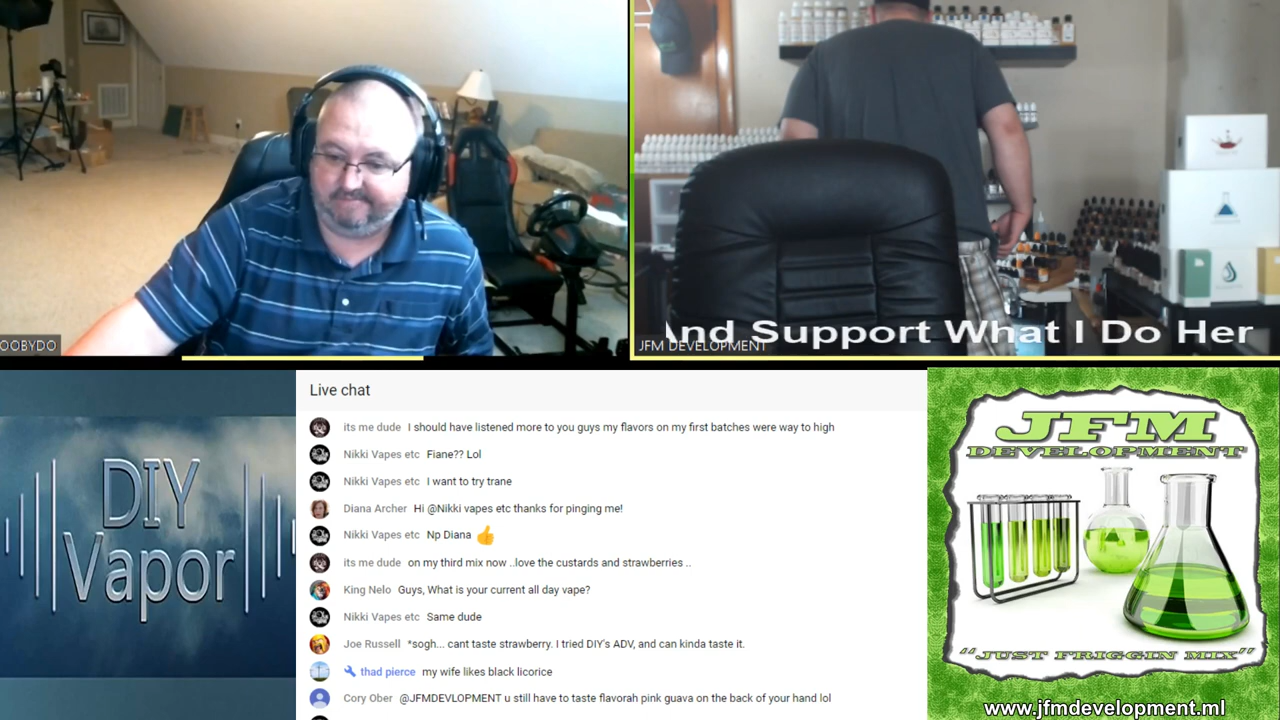 OOBYDO
And Support What I Do Her
JFM DEVELOPMENT
Live chat
its me dude I should have listened more to you guys my flavors on my first batches were way to high
Nikki Vapes etc Fiane?? Lol
Nikki Vapes etc I want to try trane
Diana Archer Hi @Nikki vapes etc thanks for pinging me!
Nikki Vapes etc Np Diana 👍
its me dude on my third mix now ..love the custards and strawberries ..
King Nelo Guys, What is your current all day vape?
Nikki Vapes etc Same dude
Joe Russell *sogh... cant taste strawberry. I tried DIY's ADV, and can kinda taste it.
thad pierce my wife likes black licorice
Cory Ober @JFMDEVLOPMENT u still have to taste flavorah pink guava on the back of your hand lol
DIY
Vapor
JFM
DEVELOPMENT
"JUST FRIGGIN MIX"
www.jfmdevelopment.ml